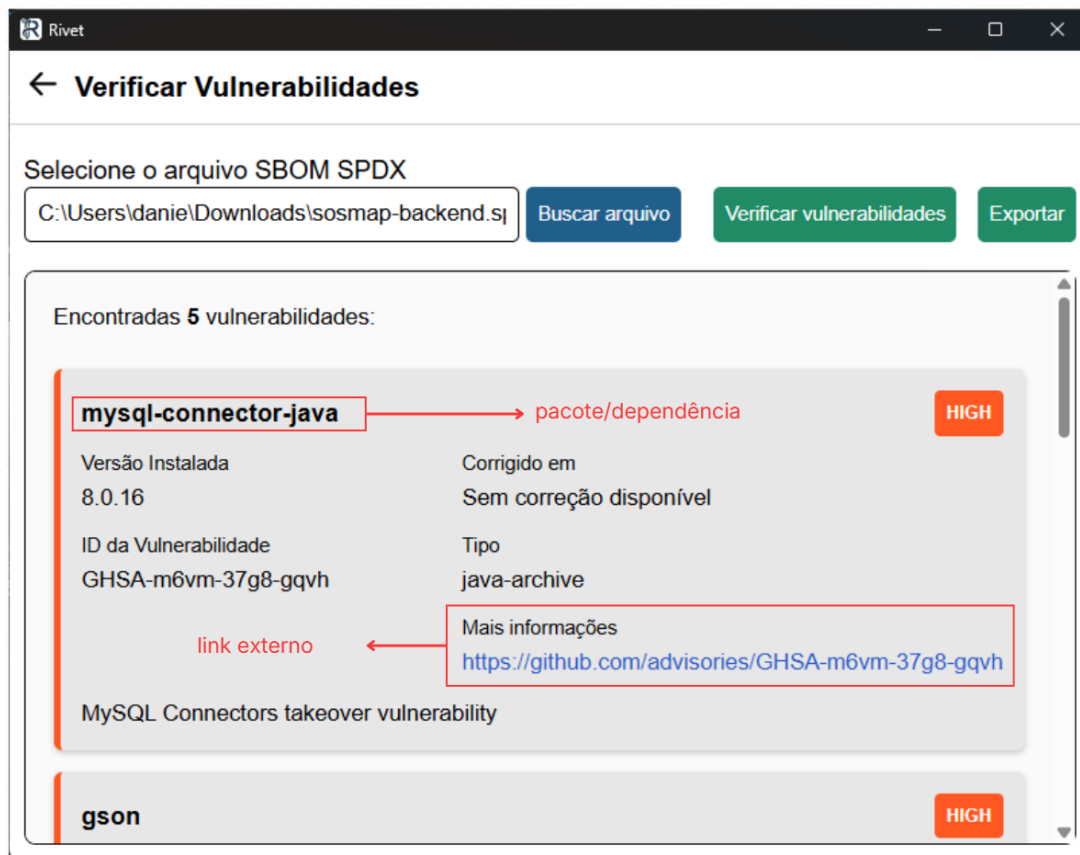 Rivet
Verificar Vulnerabilidades
Selecione o arquivo SBOM SPDX
C:\Users\danie\Downloads\sosmap-backend.sp
Buscar arquivo
Verificar vulnerabilidades
Exportar
Encontradas 5 vulnerabilidades:
mysql-connector-java
pacote/dependência
HIGH
Versão Instalada
Corrigido em
8.0.16
Sem correção disponível
ID da Vulnerabilidade
Tipo
GHSA-m6vm-37g8-gqvh
java-archive
Mais informações
link externo
https://github.com/advisories/GHSA-m6vm-37g8-gqvh
MySQL Connectors takeover vulnerability
gson
HIGH